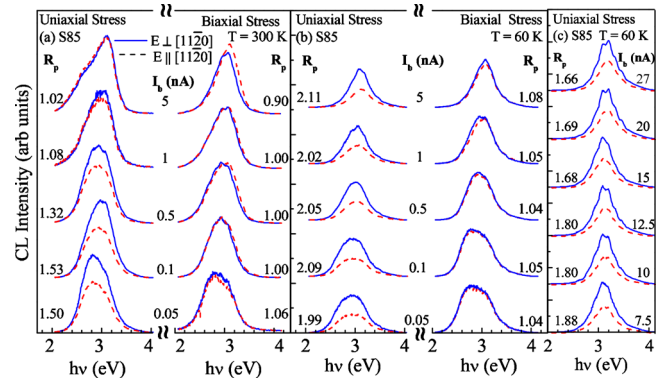 Uniaxial Stress Biaxial Stress Uniaxial Stress Biaxial Stress Uniaxial Stress
(a) S85 T = 300 K (b) S85 T = 60 K (c) S85 T = 60 K
E ⊥ [11-20]
E || [11-20]
R_p I_b (nA) R_p R_p I_b (nA) R_p R_p I_b (nA)
1.02 5 0.90 2.11 5 1.08 1.66 27
1.69 20
1.08 1 1.00 2.02 1 1.05
1.68 15
1.32 0.5 1.00 2.05 0.5 1.04
1.80 12.5
1.53 0.1 1.00 2.09 0.1 1.05
1.80 10
1.50 0.05 1.06 1.99 0.05 1.04 1.88 7.5
2 3 4 2 3 4 2 3 4 2 3 4 2 3 4
hν (eV) hν (eV) hν (eV) hν (eV) hν (eV)
CL Intensity (arb units)